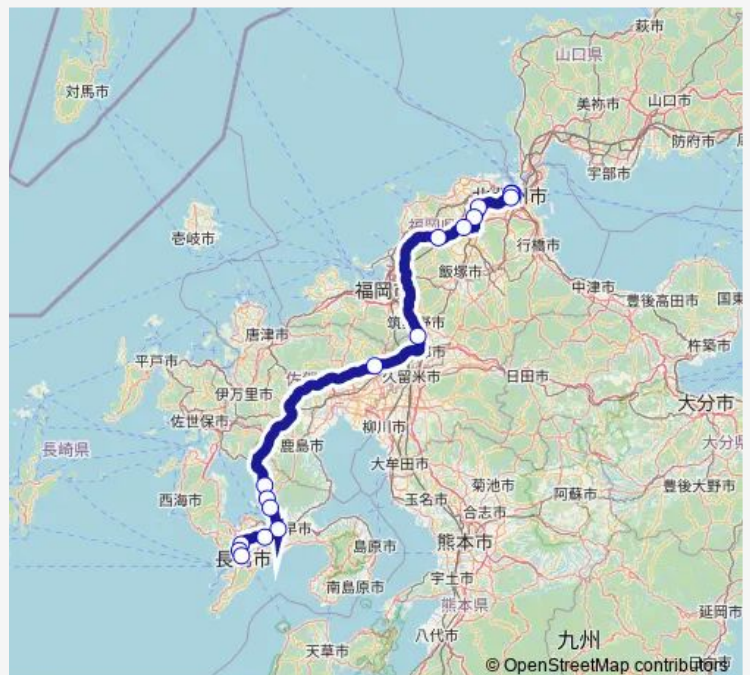 萩市
山口県
対馬市
美祢市
山口市
防府市
宇部市
市
壱岐市
行橋市
飯塚市
福岡市
中津市
豊後高田市
国東
唐津市
平戸市
杵築市
久留米市
日田市
伊万里市
大分市
佐世保市
柳川市
長崎県
鹿島市
大分県
大牟田市
菊池市
西海市
玉名市
阿蘇市
豊後大野市
合志市
早市
島原市
熊本市
長
市
南島原市
宇土市
熊本県
延岡市
八代市
天草市
九州
© OpenStreetMap contributors